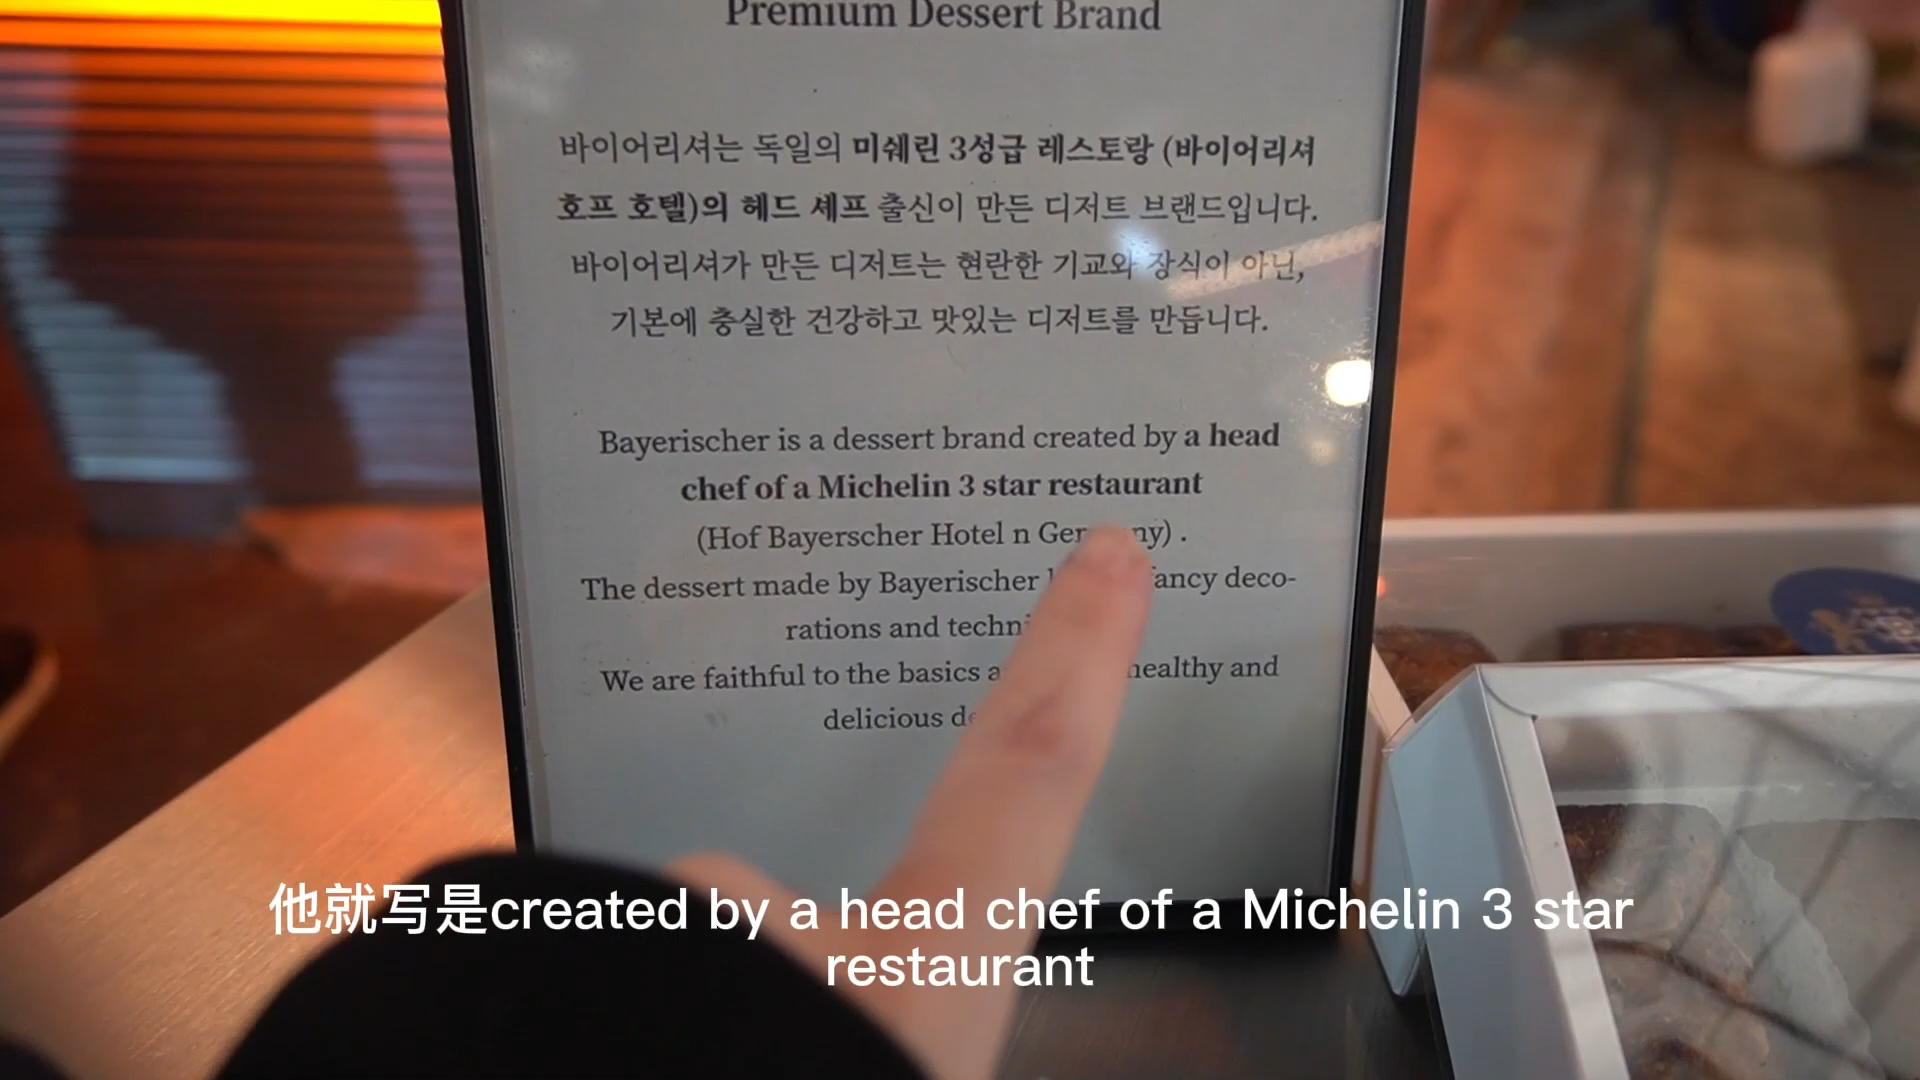 Premium Dessert Brand
바이어리셔는 독일의 미쉐린 3성급 레스토랑 (바이어리셔
호프 호텔)의 헤드 셰프 출신이 만든 디저트 브랜드입니다.
바이어리셔가 만든 디저트는 현란한 기교와 장식이 아닌,
기본에 충실한 건강하고 맛있는 디저트를 만듭니다.
Bayerischer is a dessert brand created by a head
chef of a Michelin 3 star restaurant
(Hof Bayerscher Hotel n Ger ny) .
The dessert made by Bayerischer ancy deco-
rations and techni
We are faithful to the basics a healthy and
delicious de
他就写是created by a head chef of a Michelin 3 star
restaurant